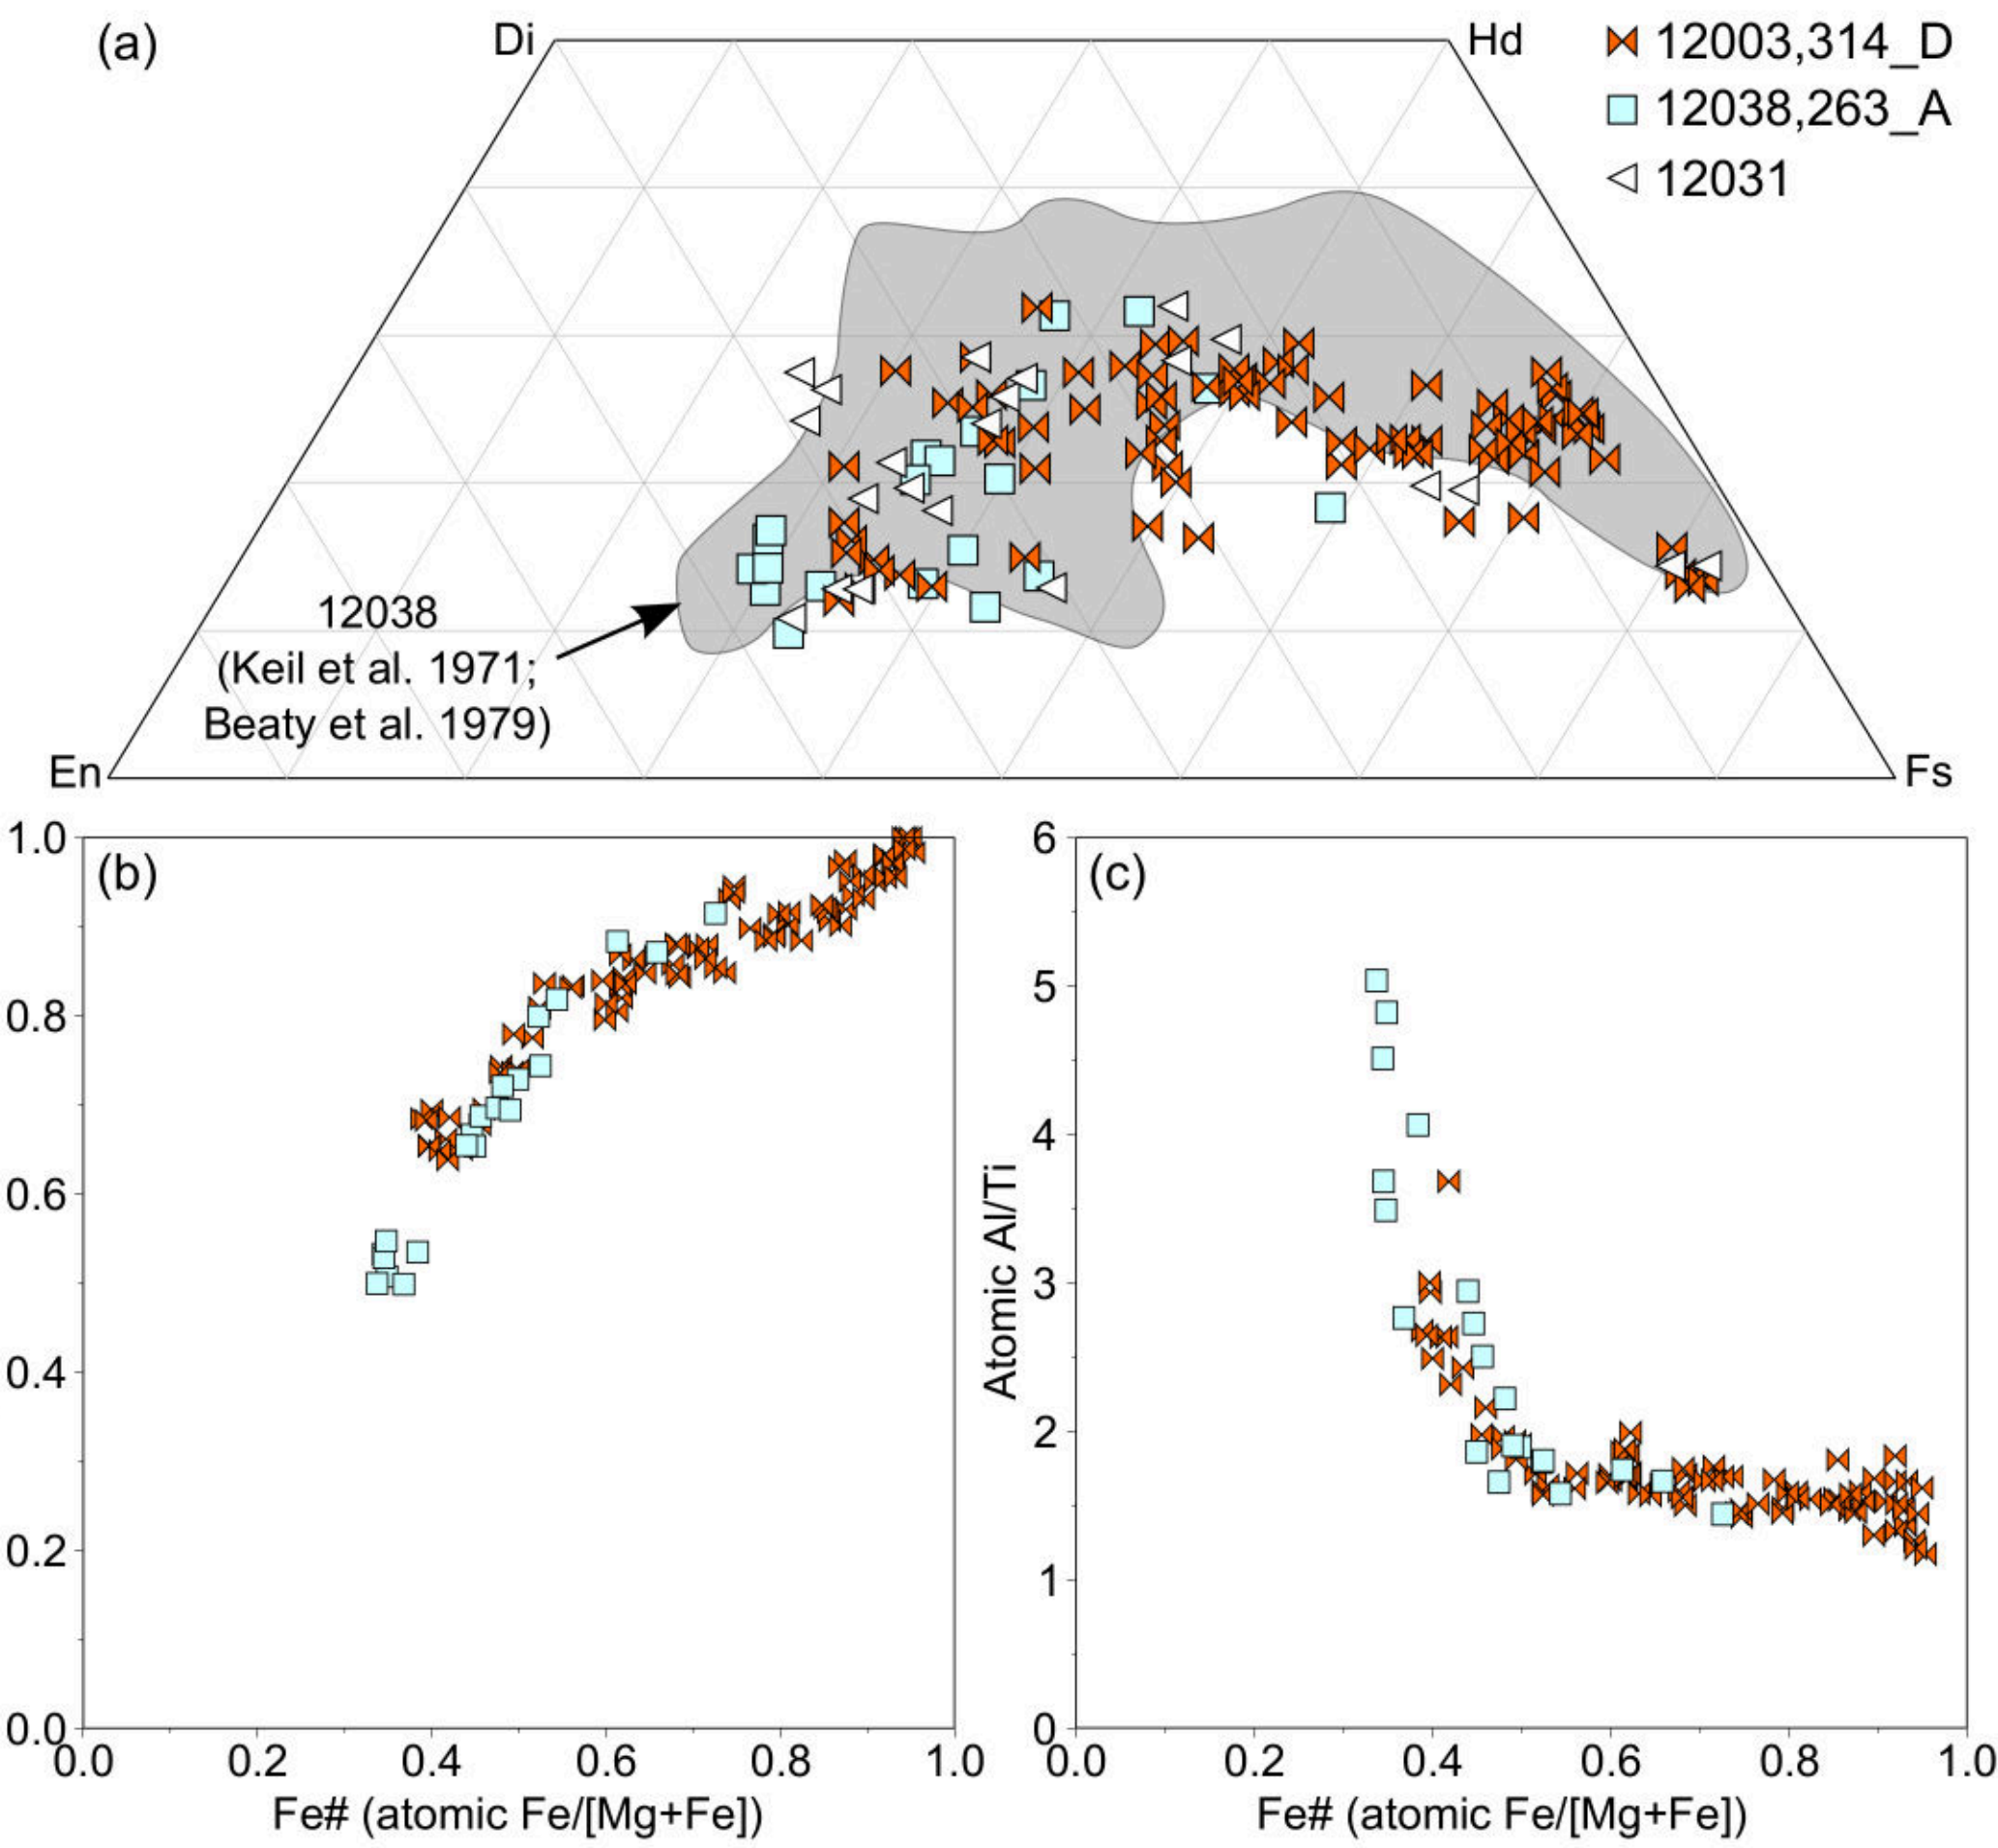 (a)
Di
Hd
12003,314_D
12038,263_A
12031
12038
(Keil et al. 1971;
Beaty et al. 1979)
En
Fs
(b)
1.0
0.8
0.6
0.4
0.2
0.0
0.0 0.2 0.4 0.6 0.8 1.0
Fe# (atomic Fe/[Mg+Fe])
(c)
Atomic Al/Ti
6
5
4
3
2
1
0
0.0 0.2 0.4 0.6 0.8 1.0
Fe# (atomic Fe/[Mg+Fe])